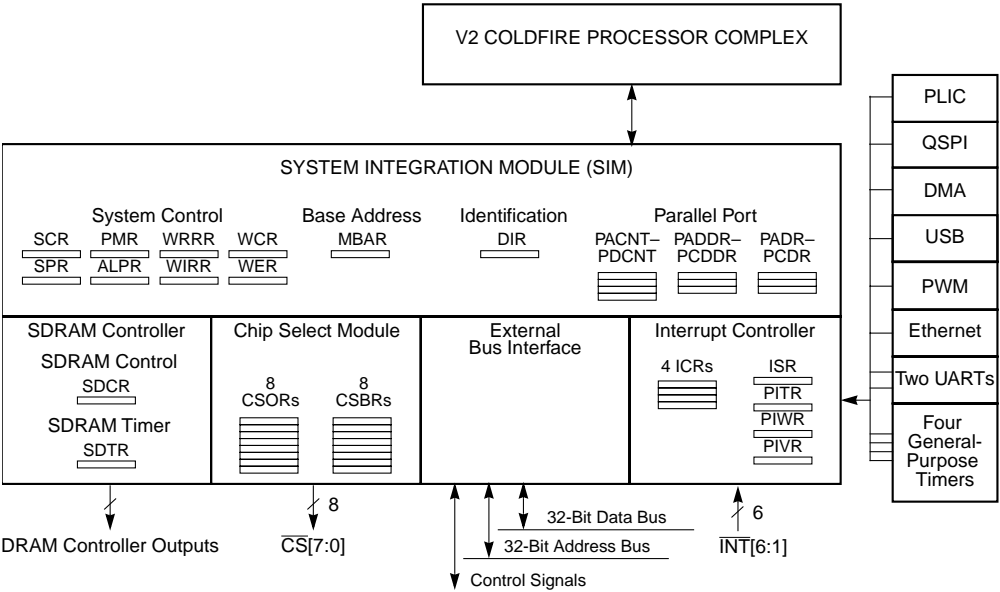 V2 COLDFIRE PROCESSOR COMPLEX
SYSTEM INTEGRATION MODULE (SIM)
System Control
SCR PMR WRRR WCR
SPR ALPR WIRR WER
Base Address
MBAR
Identification
DIR
Parallel Port
PACNT– PADDR– PADR–
PDCNT PCDDR PCDR
SDRAM Controller
SDRAM Control
SDCR
SDRAM Timer
SDTR
Chip Select Module
8 8
CSORs CSBRs
External
Bus Interface
Interrupt Controller
4 ICRs
ISR
PITR
PIWR
PIVR
PLIC
QSPI
DMA
USB
PWM
Ethernet
Two UARTs
Four
General-
Purpose
Timers
DRAM Controller Outputs
8
CS[7:0]
32-Bit Data Bus
32-Bit Address Bus
Control Signals
6
INT[6:1]